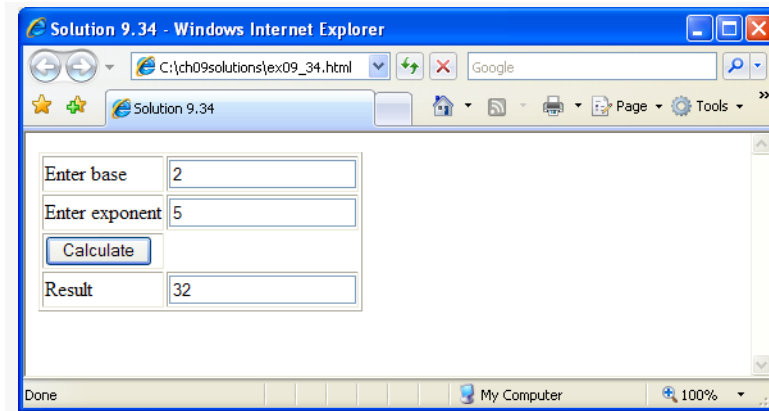 Solution 9.34 - Windows Internet Explorer
C:\ch09solutions\ex09_34.html
Google
Solution 9.34
Page
Tools
»
Enter base 2
Enter exponent 5
Calculate
Result 32
Done
My Computer
100%